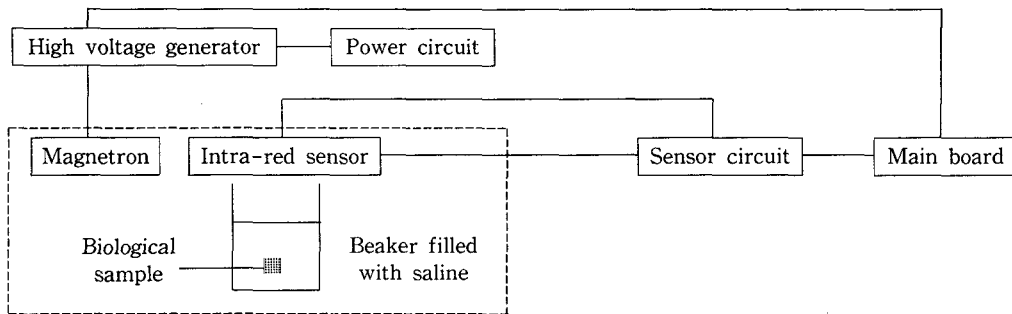 High voltage generator
Power circuit
Magnetron
Intra-red sensor
Sensor circuit
Main board
Biological
sample
Beaker filled
with saline